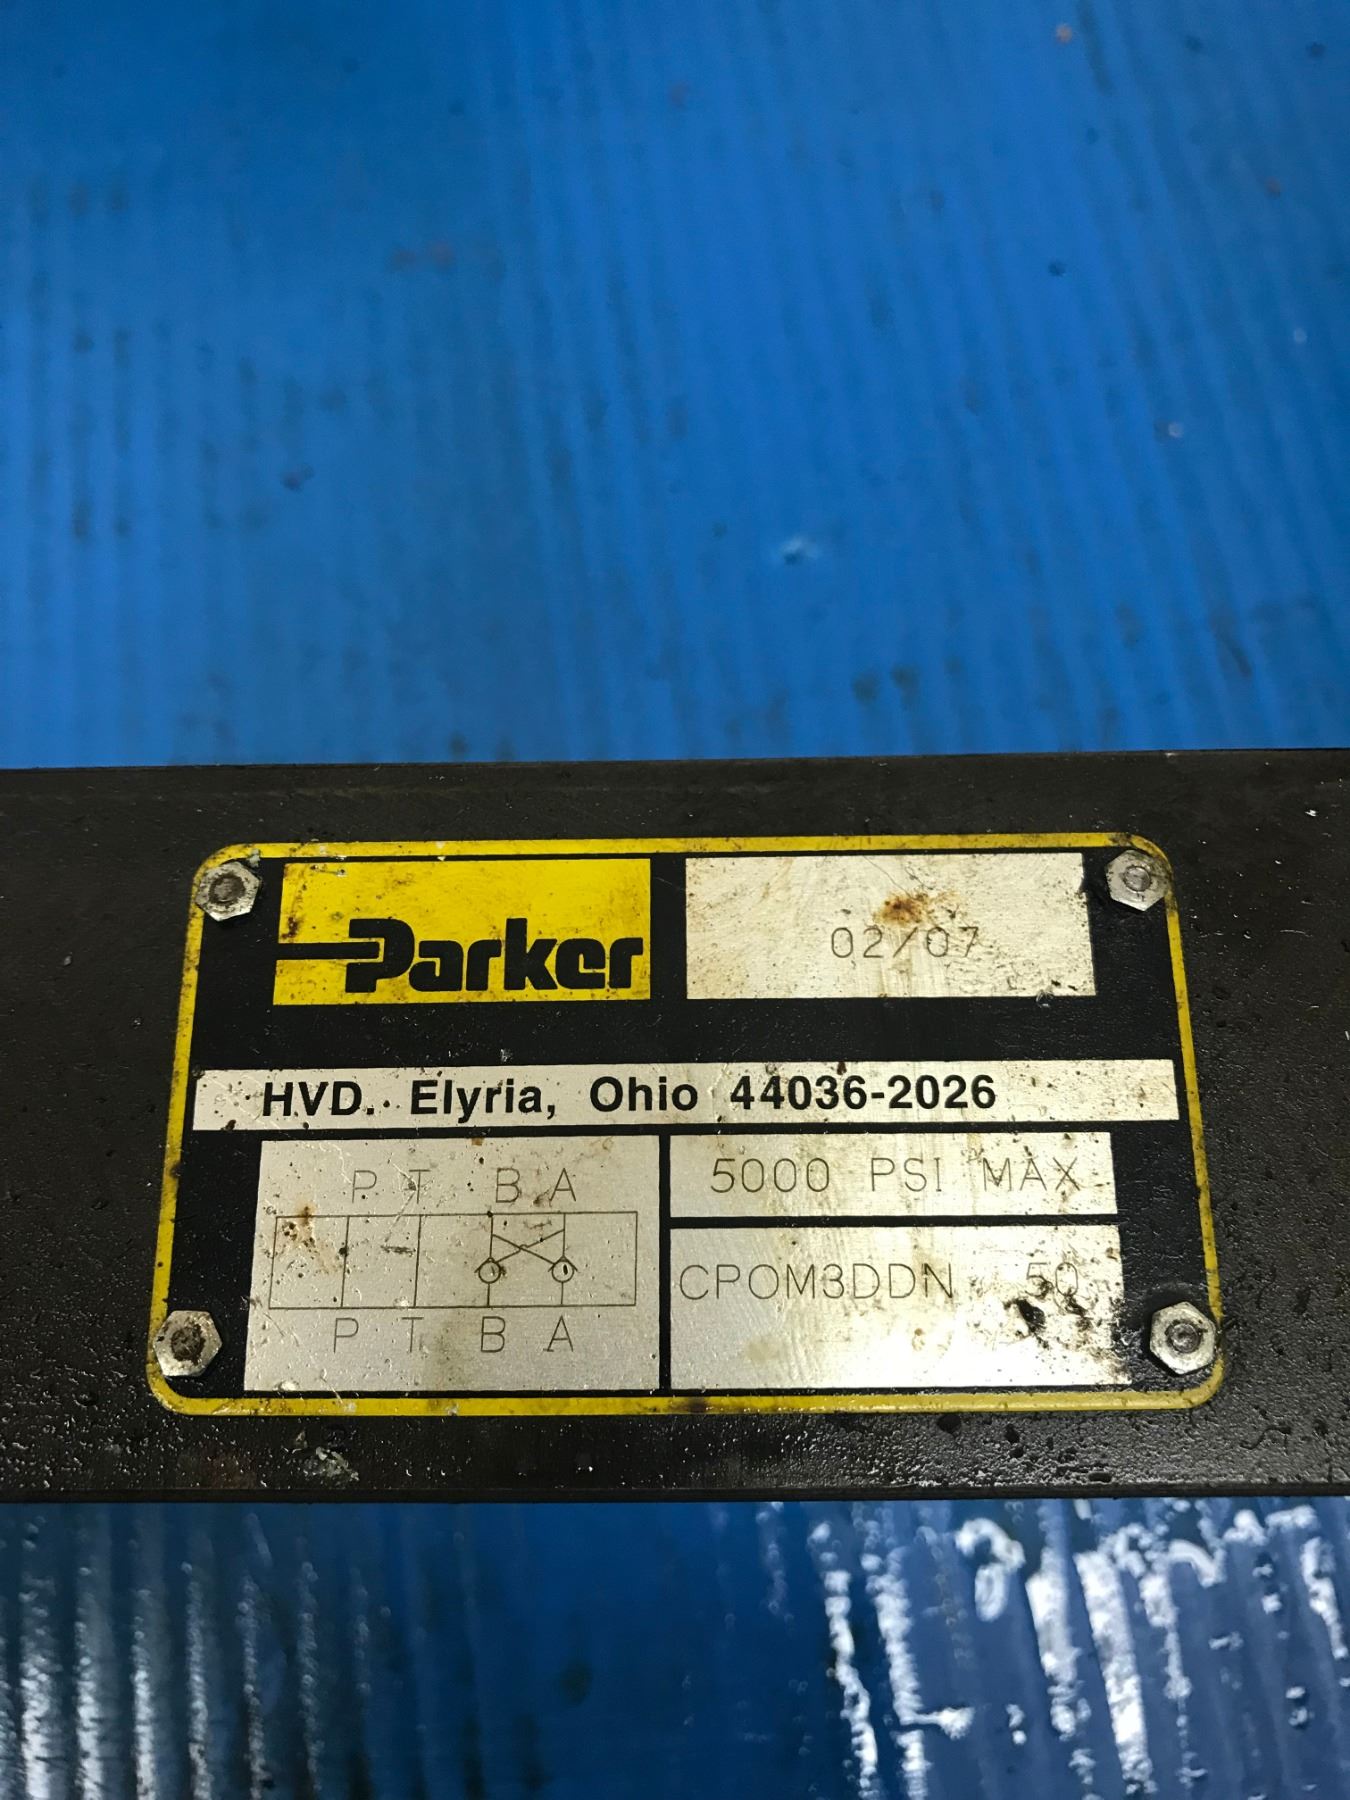 Parker
02/07
HVD. Elyria, Ohio 44036-2026
P T B A
5000 PSI MAX
CPOM3DDN 50
P T B A